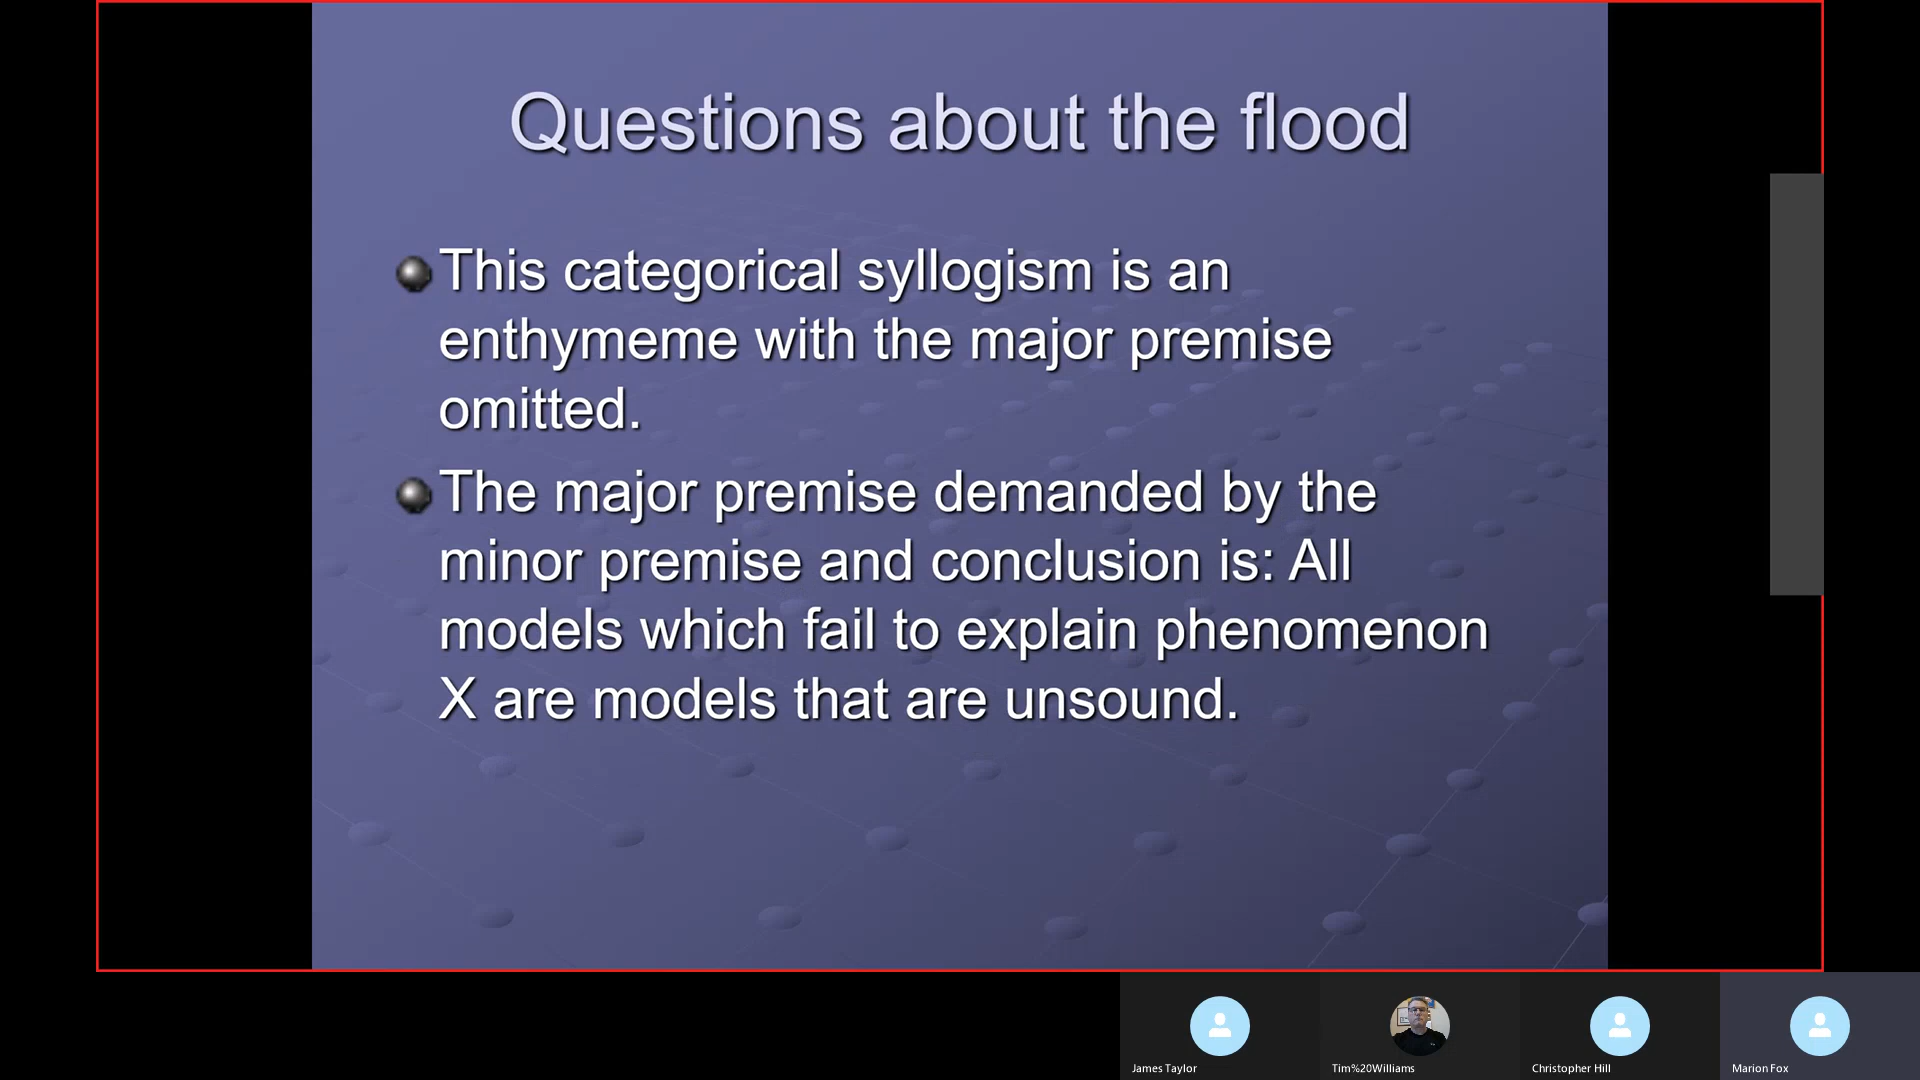 Questions about the flood
This categorical syllogism is an
enthymeme with the major premise
omitted.
The major premise demanded by the
minor premise and conclusion is: All
models which fail to explain phenomenon
X are models that are unsound.
James Taylor
Tim%20Williams
Christopher Hill
Marion Fox